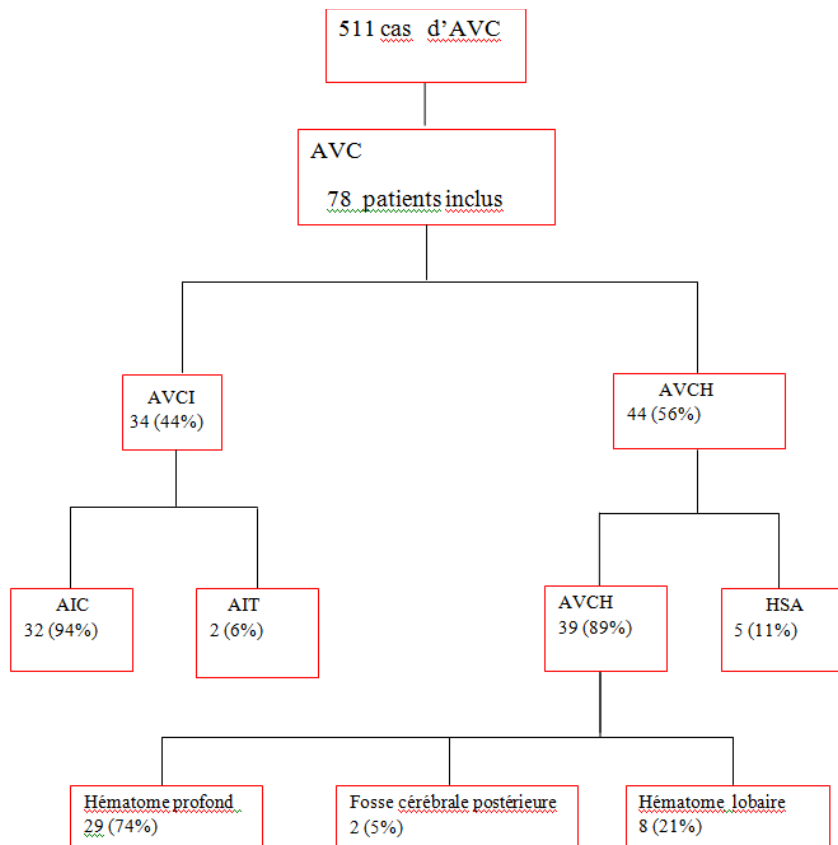 511 cas d’AVC
AVC
78 patients inclus
AVCI
34 (44%)
AVCH
44 (56%)
AIC
32 (94%)
AIT
2 (6%)
AVCH
39 (89%)
HSA
5 (11%)
Hématome profond
29 (74%)
Fosse cérébrale postérieure
2 (5%)
Hématome lobaire
8 (21%)